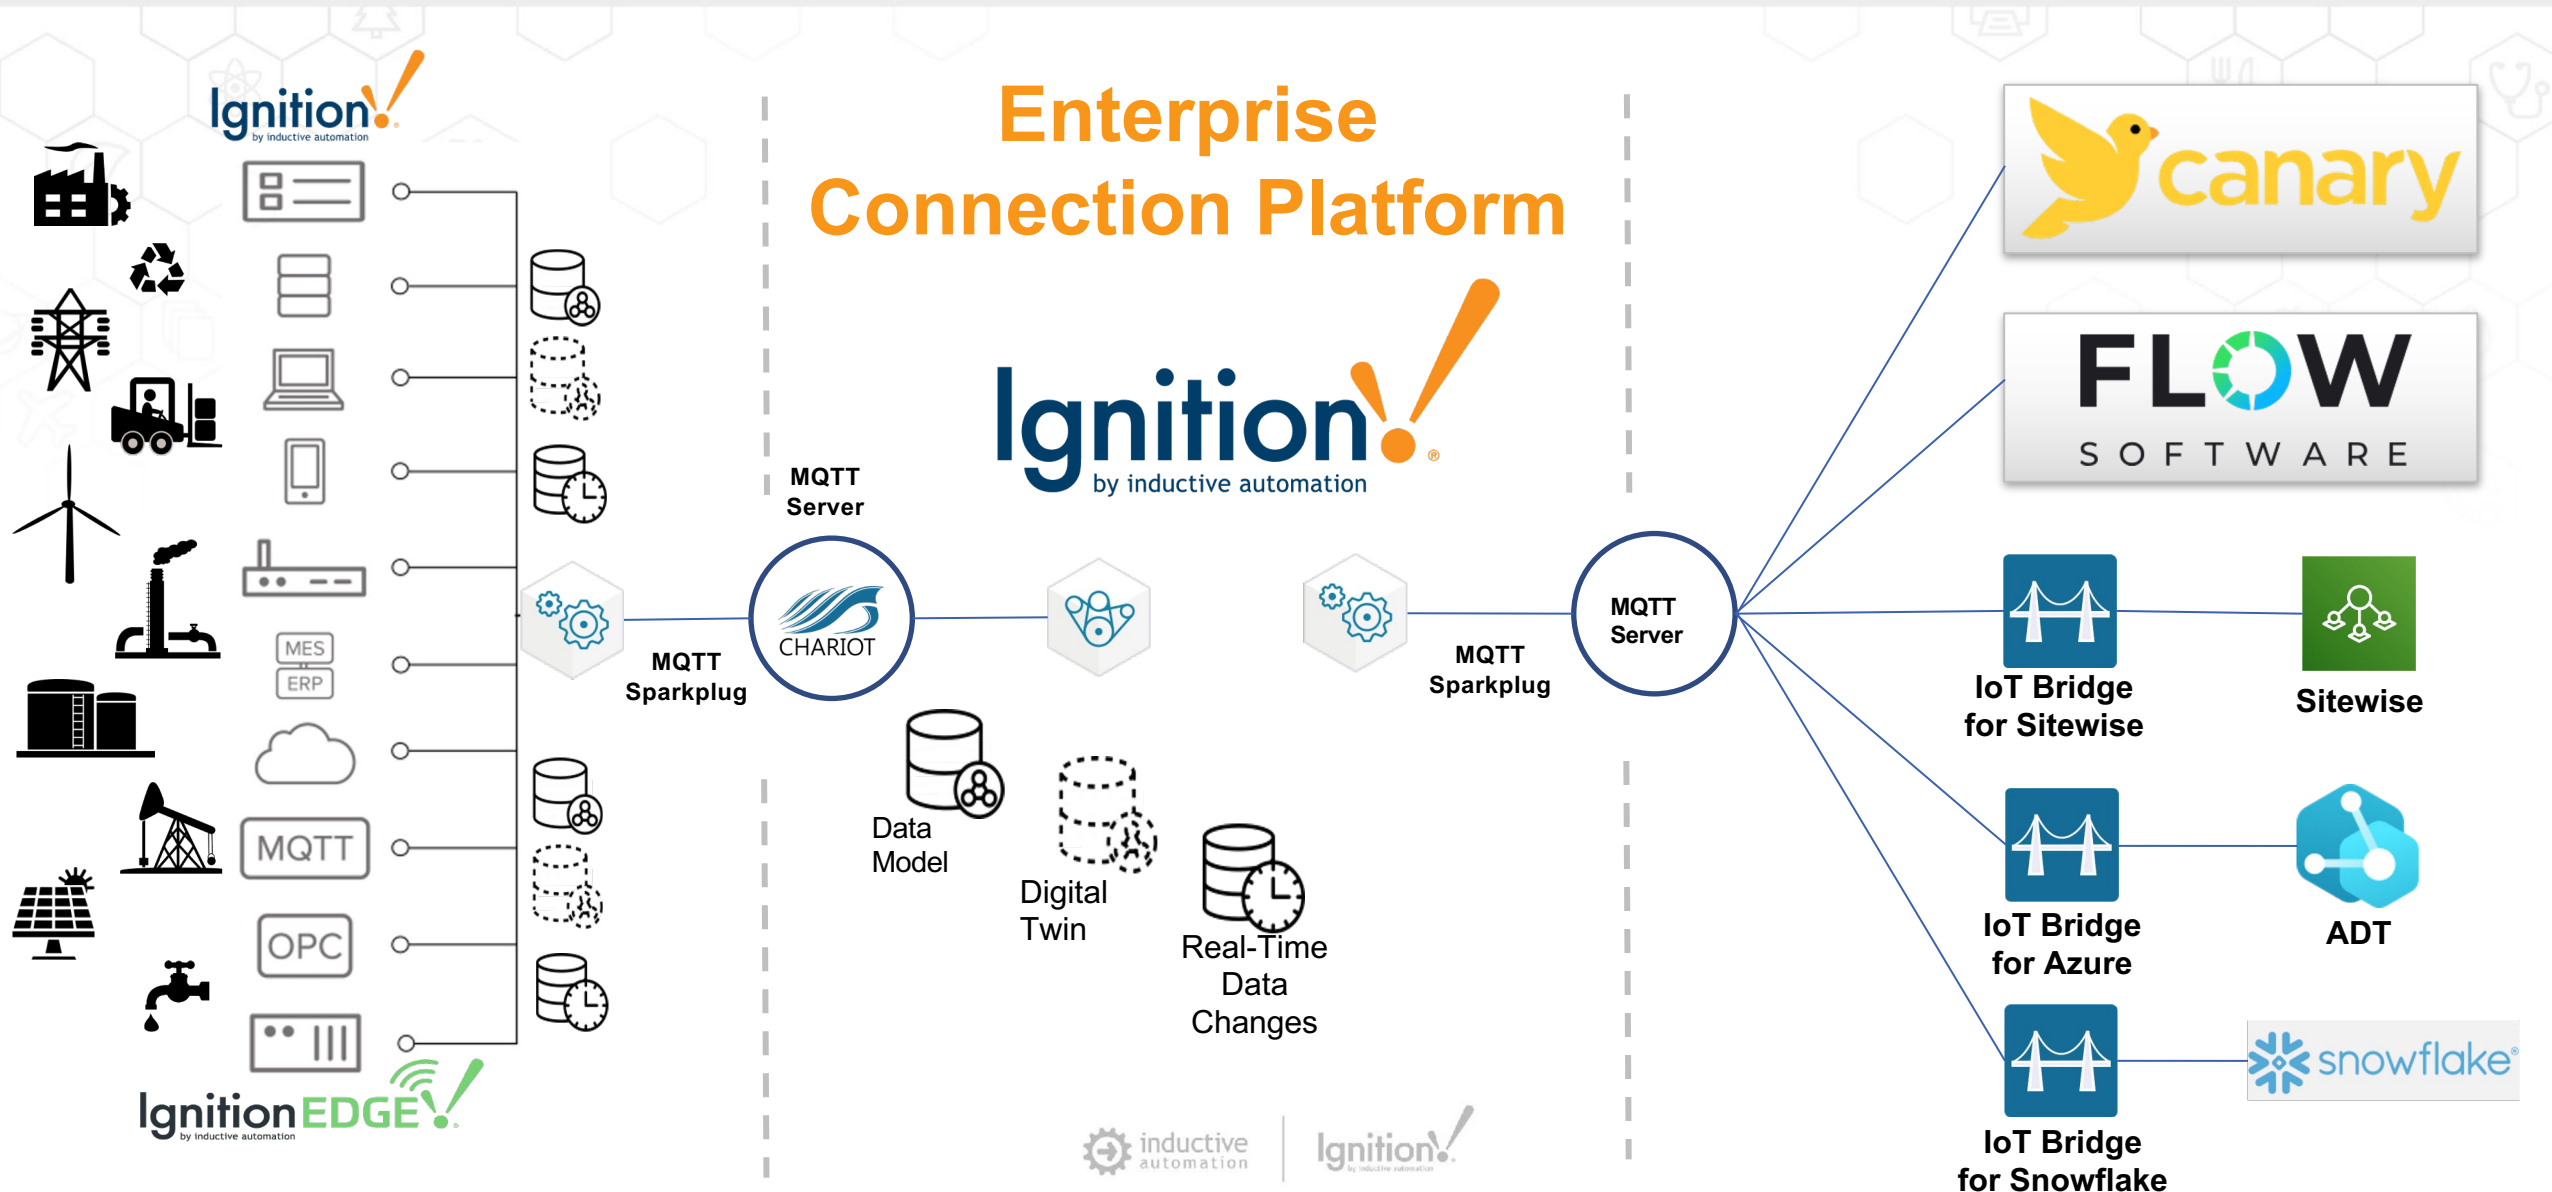 Ignition!
by inductive automation
MES
ERP
MQTT
OPC
Ignition EDGE!
by inductive automation
MQTT
Sparkplug
MQTT
Server
CHARIOT
Enterprise
Connection Platform
Ignition!®
by inductive automation
Data
Model
Digital
Twin
Real-Time
Data
Changes
inductive
automation
Ignition!
by inductive automation
MQTT
Sparkplug
MQTT
Server
canary
FLOW
SOFTWARE
IoT Bridge
for Sitewise
Sitewise
IoT Bridge
for Azure
ADT
IoT Bridge
for Snowflake
snowflake®